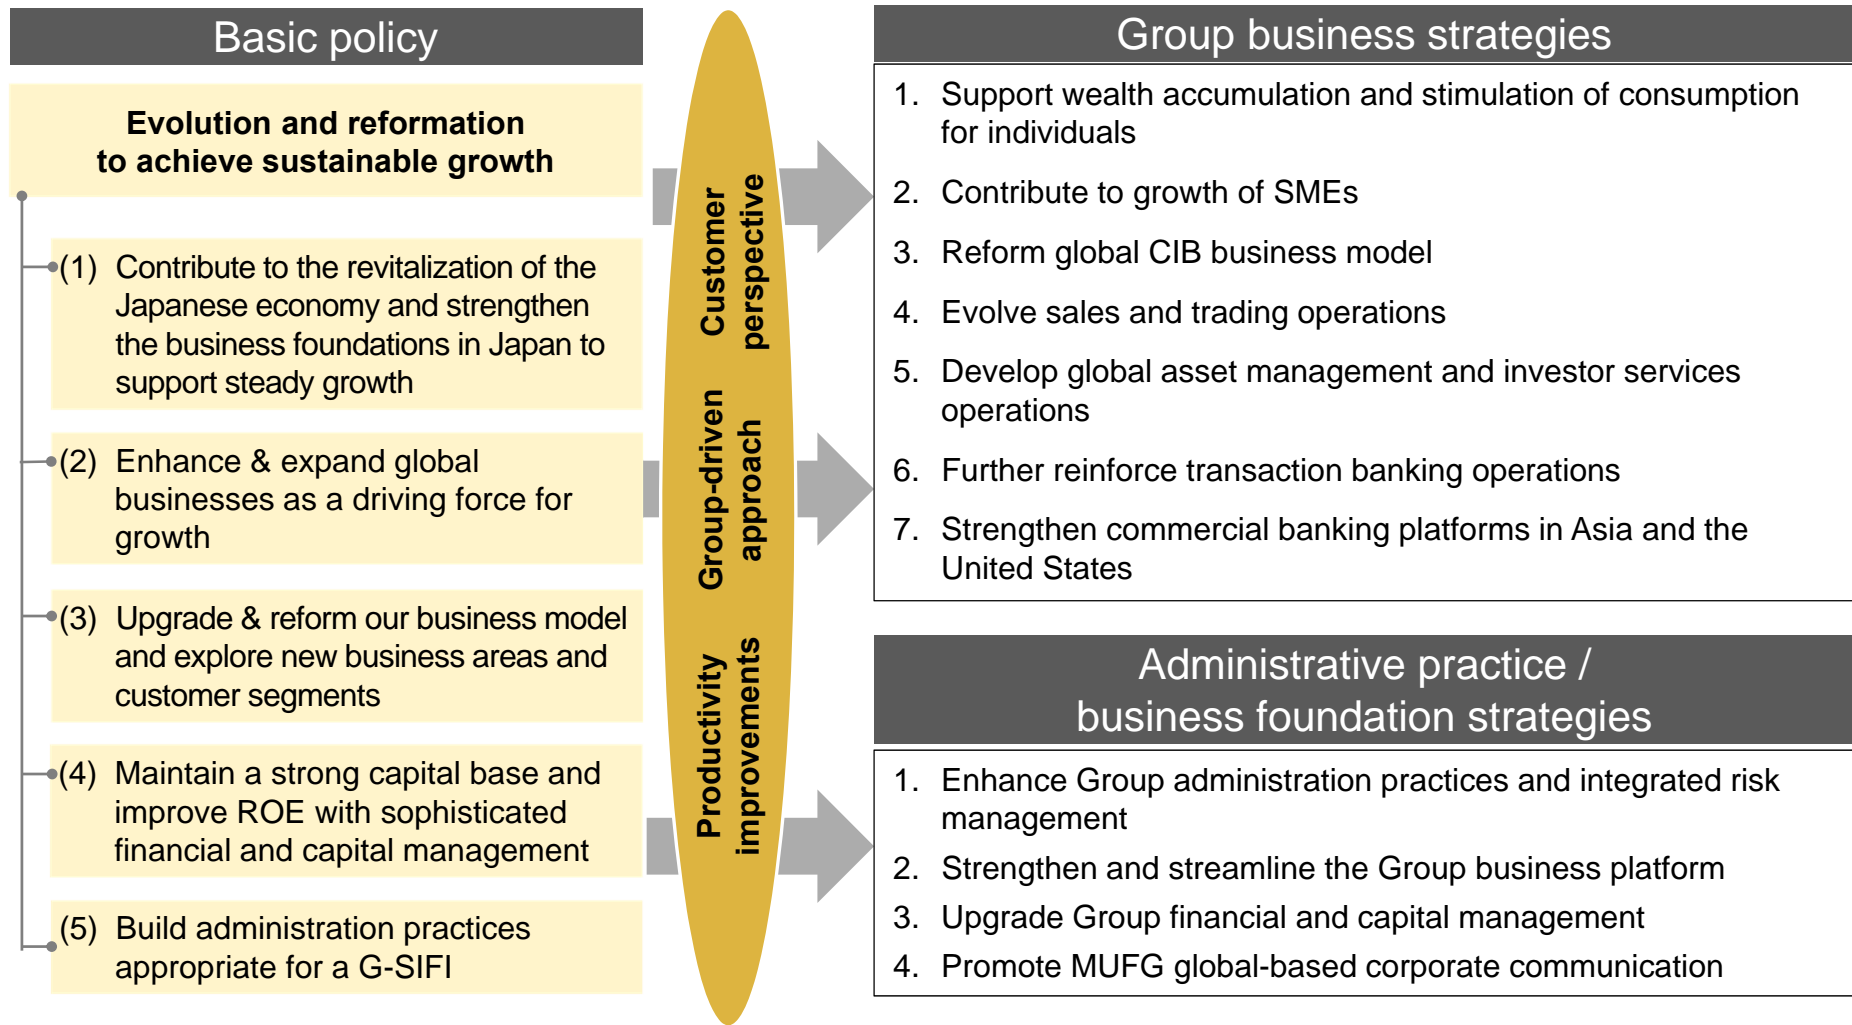 Basic policy
Evolution and reformation
to achieve sustainable growth
(1) Contribute to the revitalization of the
Japanese economy and strengthen
the business foundations in Japan to
support steady growth
(2) Enhance & expand global
businesses as a driving force for
growth
(3) Upgrade & reform our business model
and explore new business areas and
customer segments
(4) Maintain a strong capital base and
improve ROE with sophisticated
financial and capital management
(5) Build administration practices
appropriate for a G-SIFI
Customer
perspective
Group-driven
approach
Productivity
improvements
Group business strategies
1. Support wealth accumulation and stimulation of consumption
for individuals
2. Contribute to growth of SMEs
3. Reform global CIB business model
4. Evolve sales and trading operations
5. Develop global asset management and investor services
operations
6. Further reinforce transaction banking operations
7. Strengthen commercial banking platforms in Asia and the
United States
Administrative practice /
business foundation strategies
1. Enhance Group administration practices and integrated risk
management
2. Strengthen and streamline the Group business platform
3. Upgrade Group financial and capital management
4. Promote MUFG global-based corporate communication